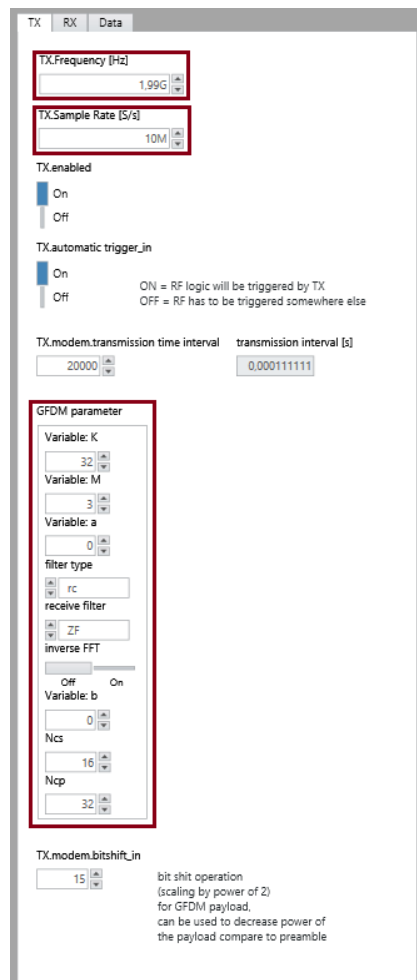 TX RX Data
TX.Frequency [Hz]
1,99G
TX.Sample Rate [S/s]
10M
TX.enabled
On
Off
TX.automatic trigger_in
On
Off
ON = RF logic will be triggered by TX
OFF = RF has to be triggered somewhere else
TX.modem.transmission time interval transmission interval [s]
20000 0,000111111
GFDM parameter
Variable: K
32
Variable: M
3
Variable: a
0
filter type
rc
receive filter
ZF
inverse FFT
Off On
Variable: b
0
Ncs
16
Ncp
32
TX.modem.bitshift_in
15
bit shit operation
(scaling by power of 2)
for GFDM payload,
can be used to decrease power of
the payload compare to preamble